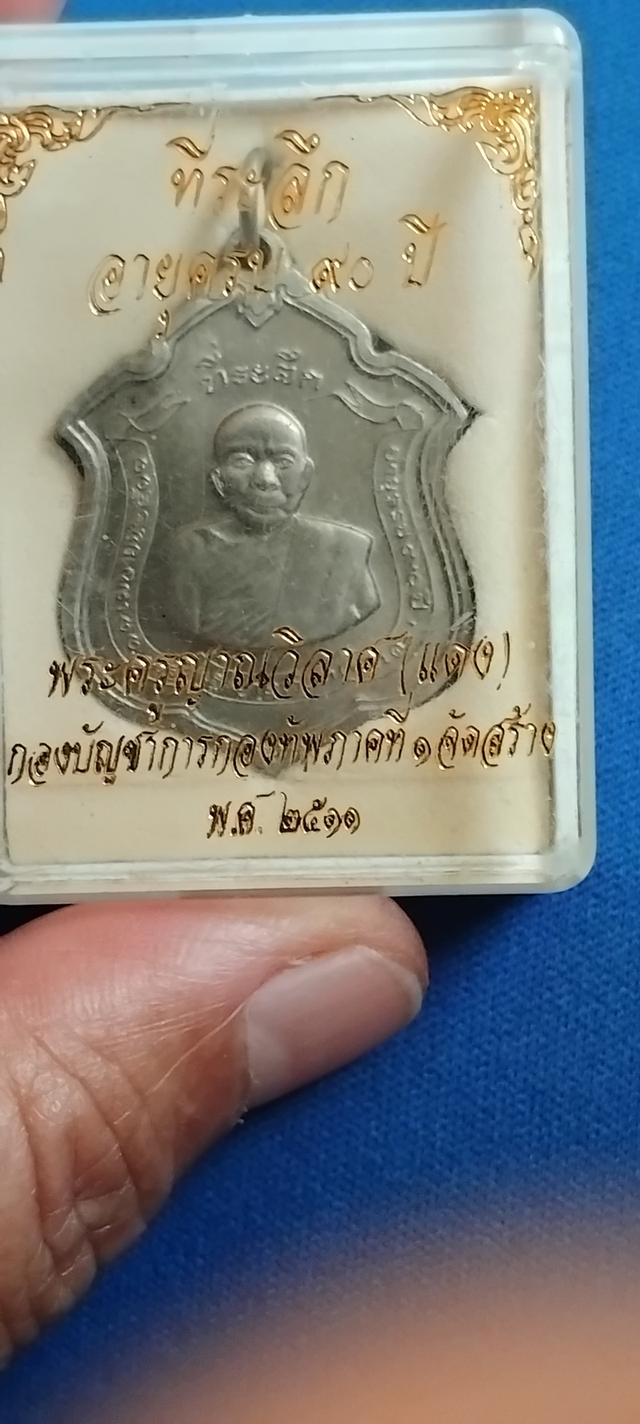 ที่ระลึก
อายุครบ ๙๐ ปี
ที่ระลึก
พระครูญาณวิลาศ (แดง)
กองบัญชาการกองทัพภาคที่ ๑ จัดสร้าง
พ.ศ. ๒๕๑๑